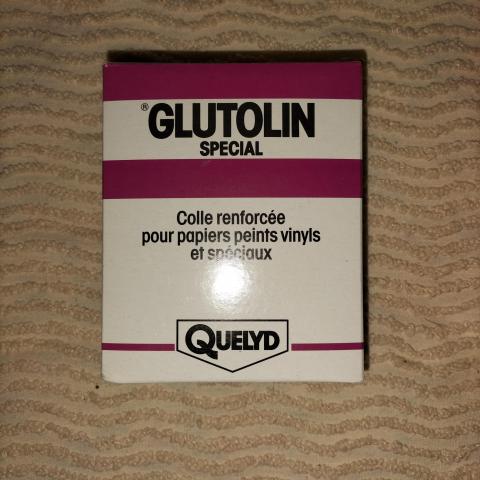 ® GLUTOLIN
SPECIAL
Colle renforcée
pour papiers peints vinyls
et spéciaux
QUELYD